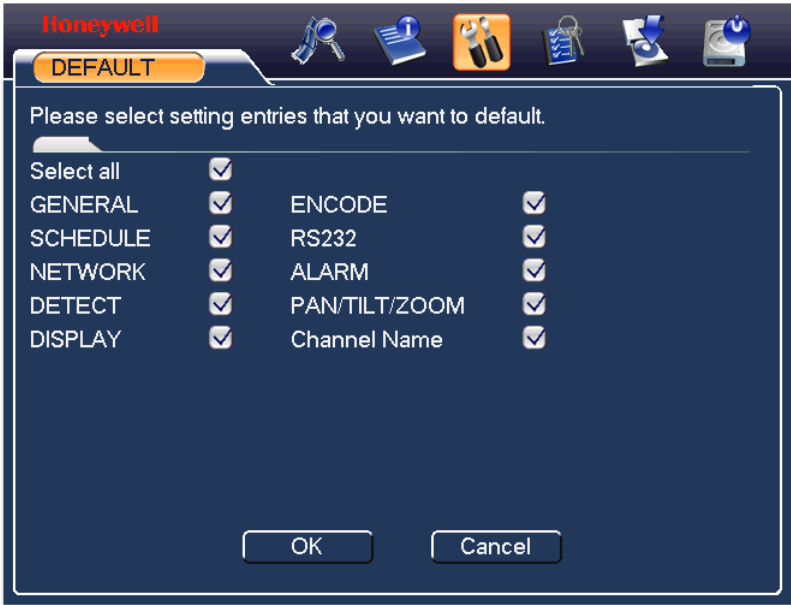 Honeywell
DEFAULT
Please select setting entries that you want to default.
Select all
GENERAL ENCODE
SCHEDULE RS232
NETWORK ALARM
DETECT PAN/TILT/ZOOM
DISPLAY Channel Name
OK Cancel